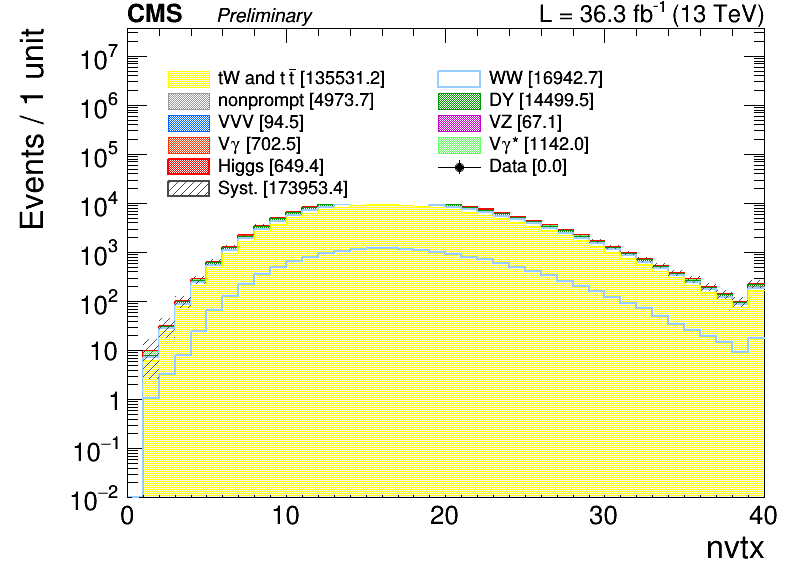 CMS Preliminary L = 36.3 fb⁻¹ (13 TeV)
Events / 1 unit
10⁷
10⁶
10⁵
10⁴
10³
10²
10
1
10⁻¹
10⁻²
tW and tt̄ [135531.2]
nonprompt [4973.7]
VVV [94.5]
Vγ [702.5]
Higgs [649.4]
Syst. [173953.4]
WW [16942.7]
DY [14499.5]
VZ [67.1]
Vγ* [1142.0]
Data [0.0]
0 10 20 30 40
nvtx